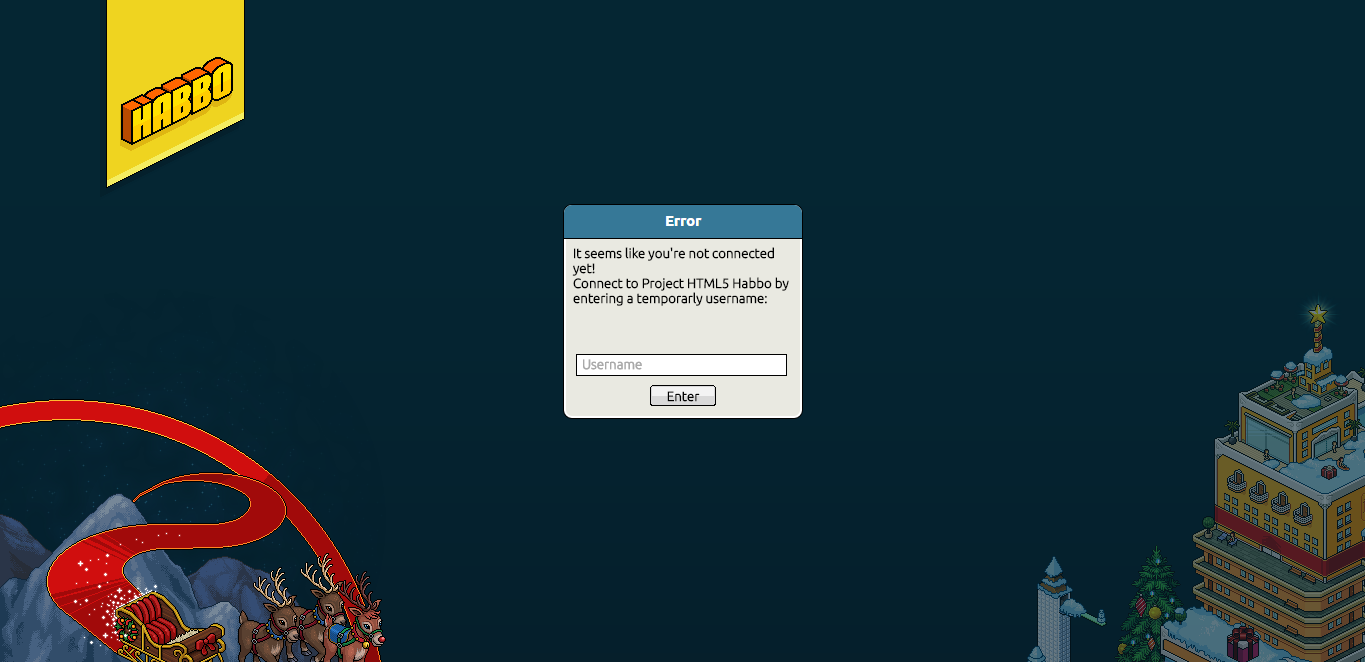 HABBO
Error
It seems like you're not connected
yet!
Connect to Project HTML5 Habbo by
entering a temporarly username:
Username
Enter